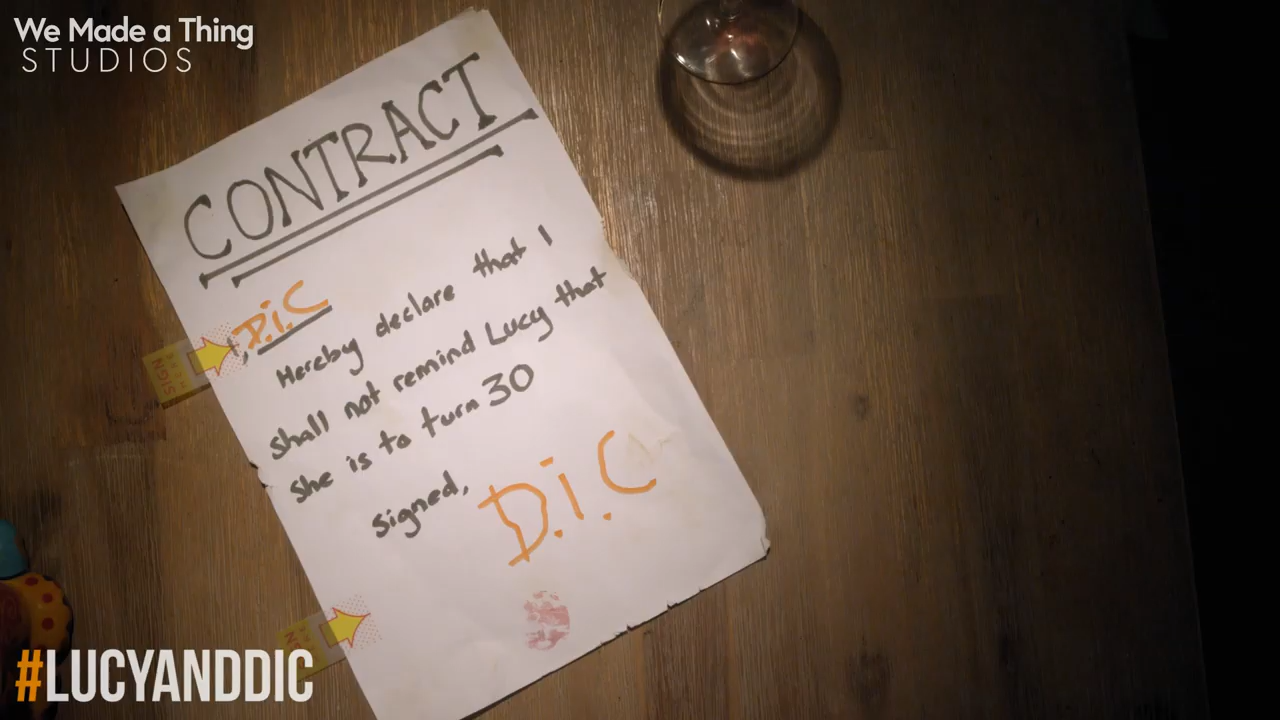 We Made a Thing
STUDIOS
CONTRACT
I, D.i.C
Hereby declare that I
shall not remind Lucy that
she is to turn 30
signed, D.i.C
SIGN
#LUCYANDDIC